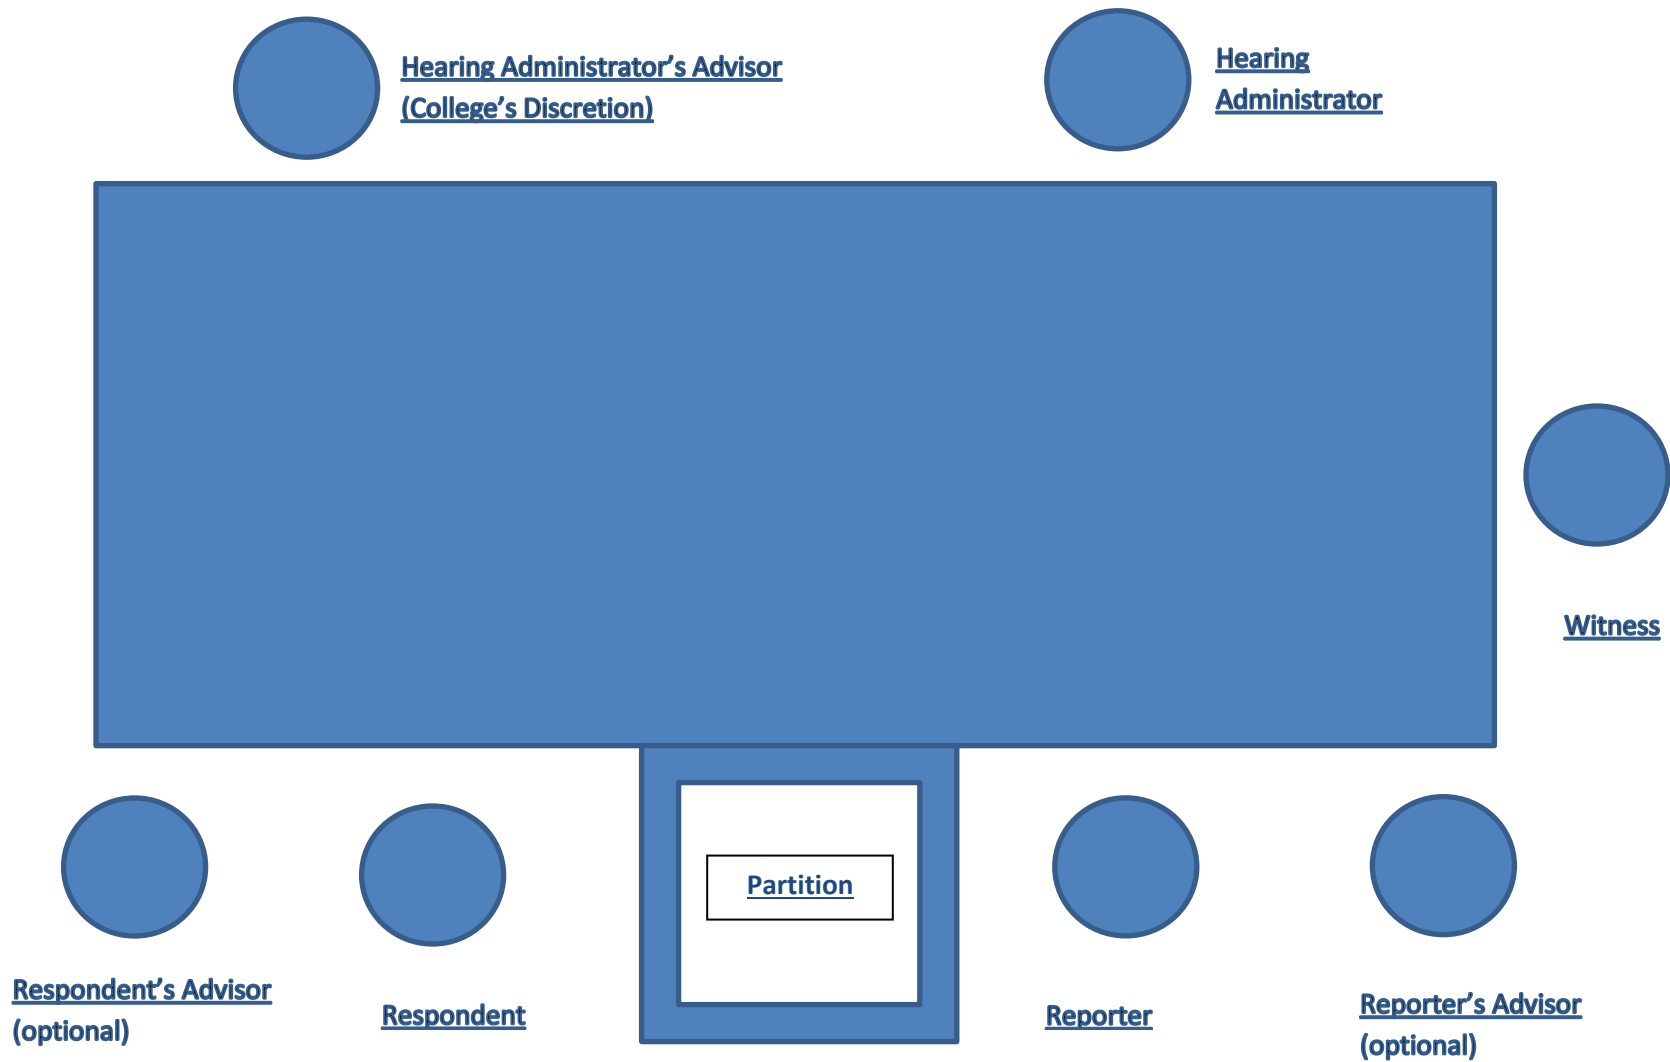 Hearing Administrator’s Advisor
(College’s Discretion)
Hearing
Administrator
Witness
Partition
Respondent’s Advisor
(optional)
Respondent
Reporter
Reporter’s Advisor
(optional)